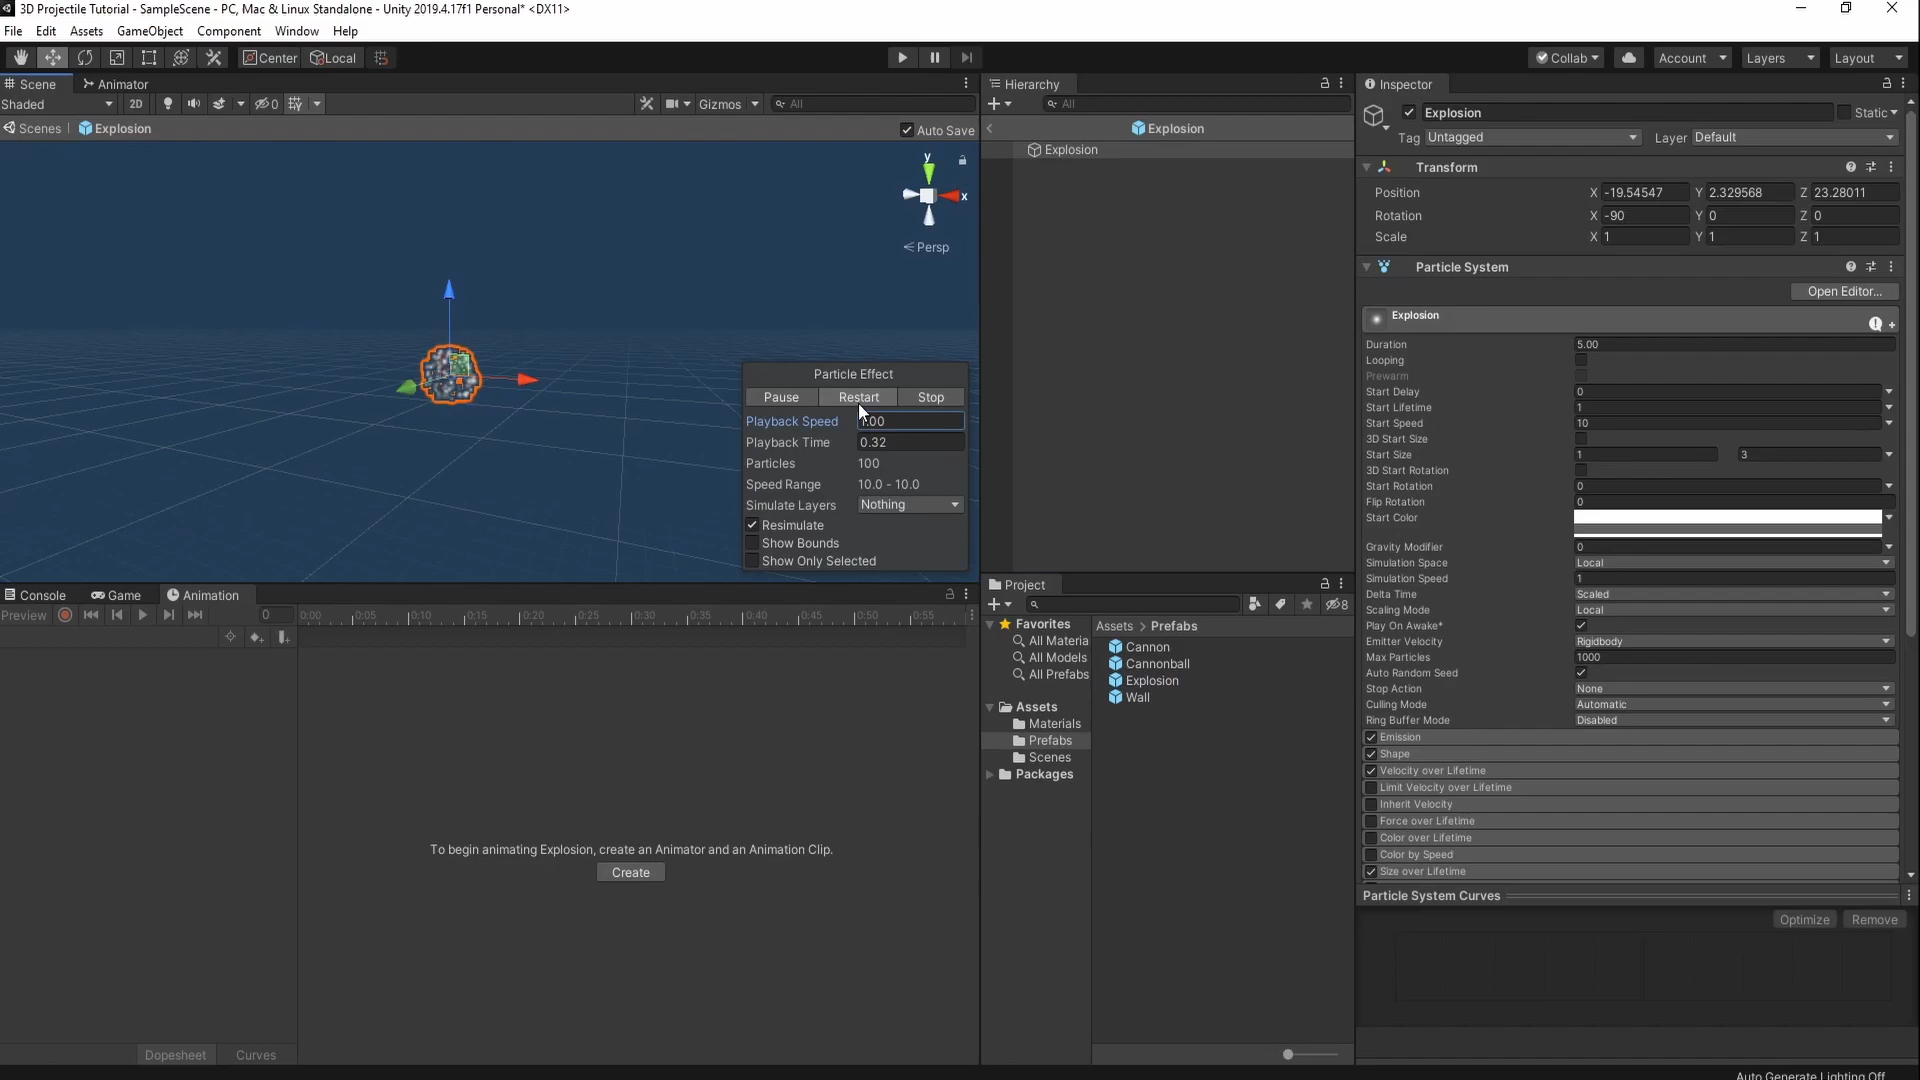 3D Projectile Tutorial - SampleScene - PC, Mac & Linux Standalone - Unity 2019.4.17f1 Personal* <DX11>
File Edit Assets GameObject Component Window Help
Center Local Collab Account Layers Layout
Scene Animator
Shaded 2D 0 Gizmos All
Scenes Explosion Auto Save
y
x
Persp
Particle Effect
Pause Restart Stop
Playback Speed 1.00
Playback Time 0.32
Particles 100
Speed Range 10.0 - 10.0
Simulate Layers Nothing
Resimulate
Show Bounds
Show Only Selected
Console Game Animation
Preview 0 0:00 0:05 0:10 0:15 0:20 0:25 0:30 0:35 0:40 0:45 0:50 0:55
To begin animating Explosion, create an Animator and an Animation Clip.
Create
Dopesheet Curves
Hierarchy
All
Explosion
Explosion
Project
8
Favorites
All Materia
All Models
All Prefabs
Assets
Materials
Prefabs
Scenes
Packages
Assets > Prefabs
Cannon
Cannonball
Explosion
Wall
Inspector
Explosion Static
Tag Untagged Layer Default
Transform
Position X -19.54547 Y 2.329568 Z 23.28011
Rotation X -90 Y 0 Z 0
Scale X 1 Y 1 Z 1
Particle System
Open Editor...
Explosion
Duration 5.00
Looping
Prewarm
Start Delay 0
Start Lifetime 1
Start Speed 10
3D Start Size
Start Size 1 3
3D Start Rotation
Start Rotation 0
Flip Rotation 0
Start Color
Gravity Modifier 0
Simulation Space Local
Simulation Speed 1
Delta Time Scaled
Scaling Mode Local
Play On Awake*
Emitter Velocity Rigidbody
Max Particles 1000
Auto Random Seed
Stop Action None
Culling Mode Automatic
Ring Buffer Mode Disabled
Emission
Shape
Velocity over Lifetime
Limit Velocity over Lifetime
Inherit Velocity
Force over Lifetime
Color over Lifetime
Color by Speed
Size over Lifetime
Particle System Curves
Optimize Remove
Auto Generate Lighting Off